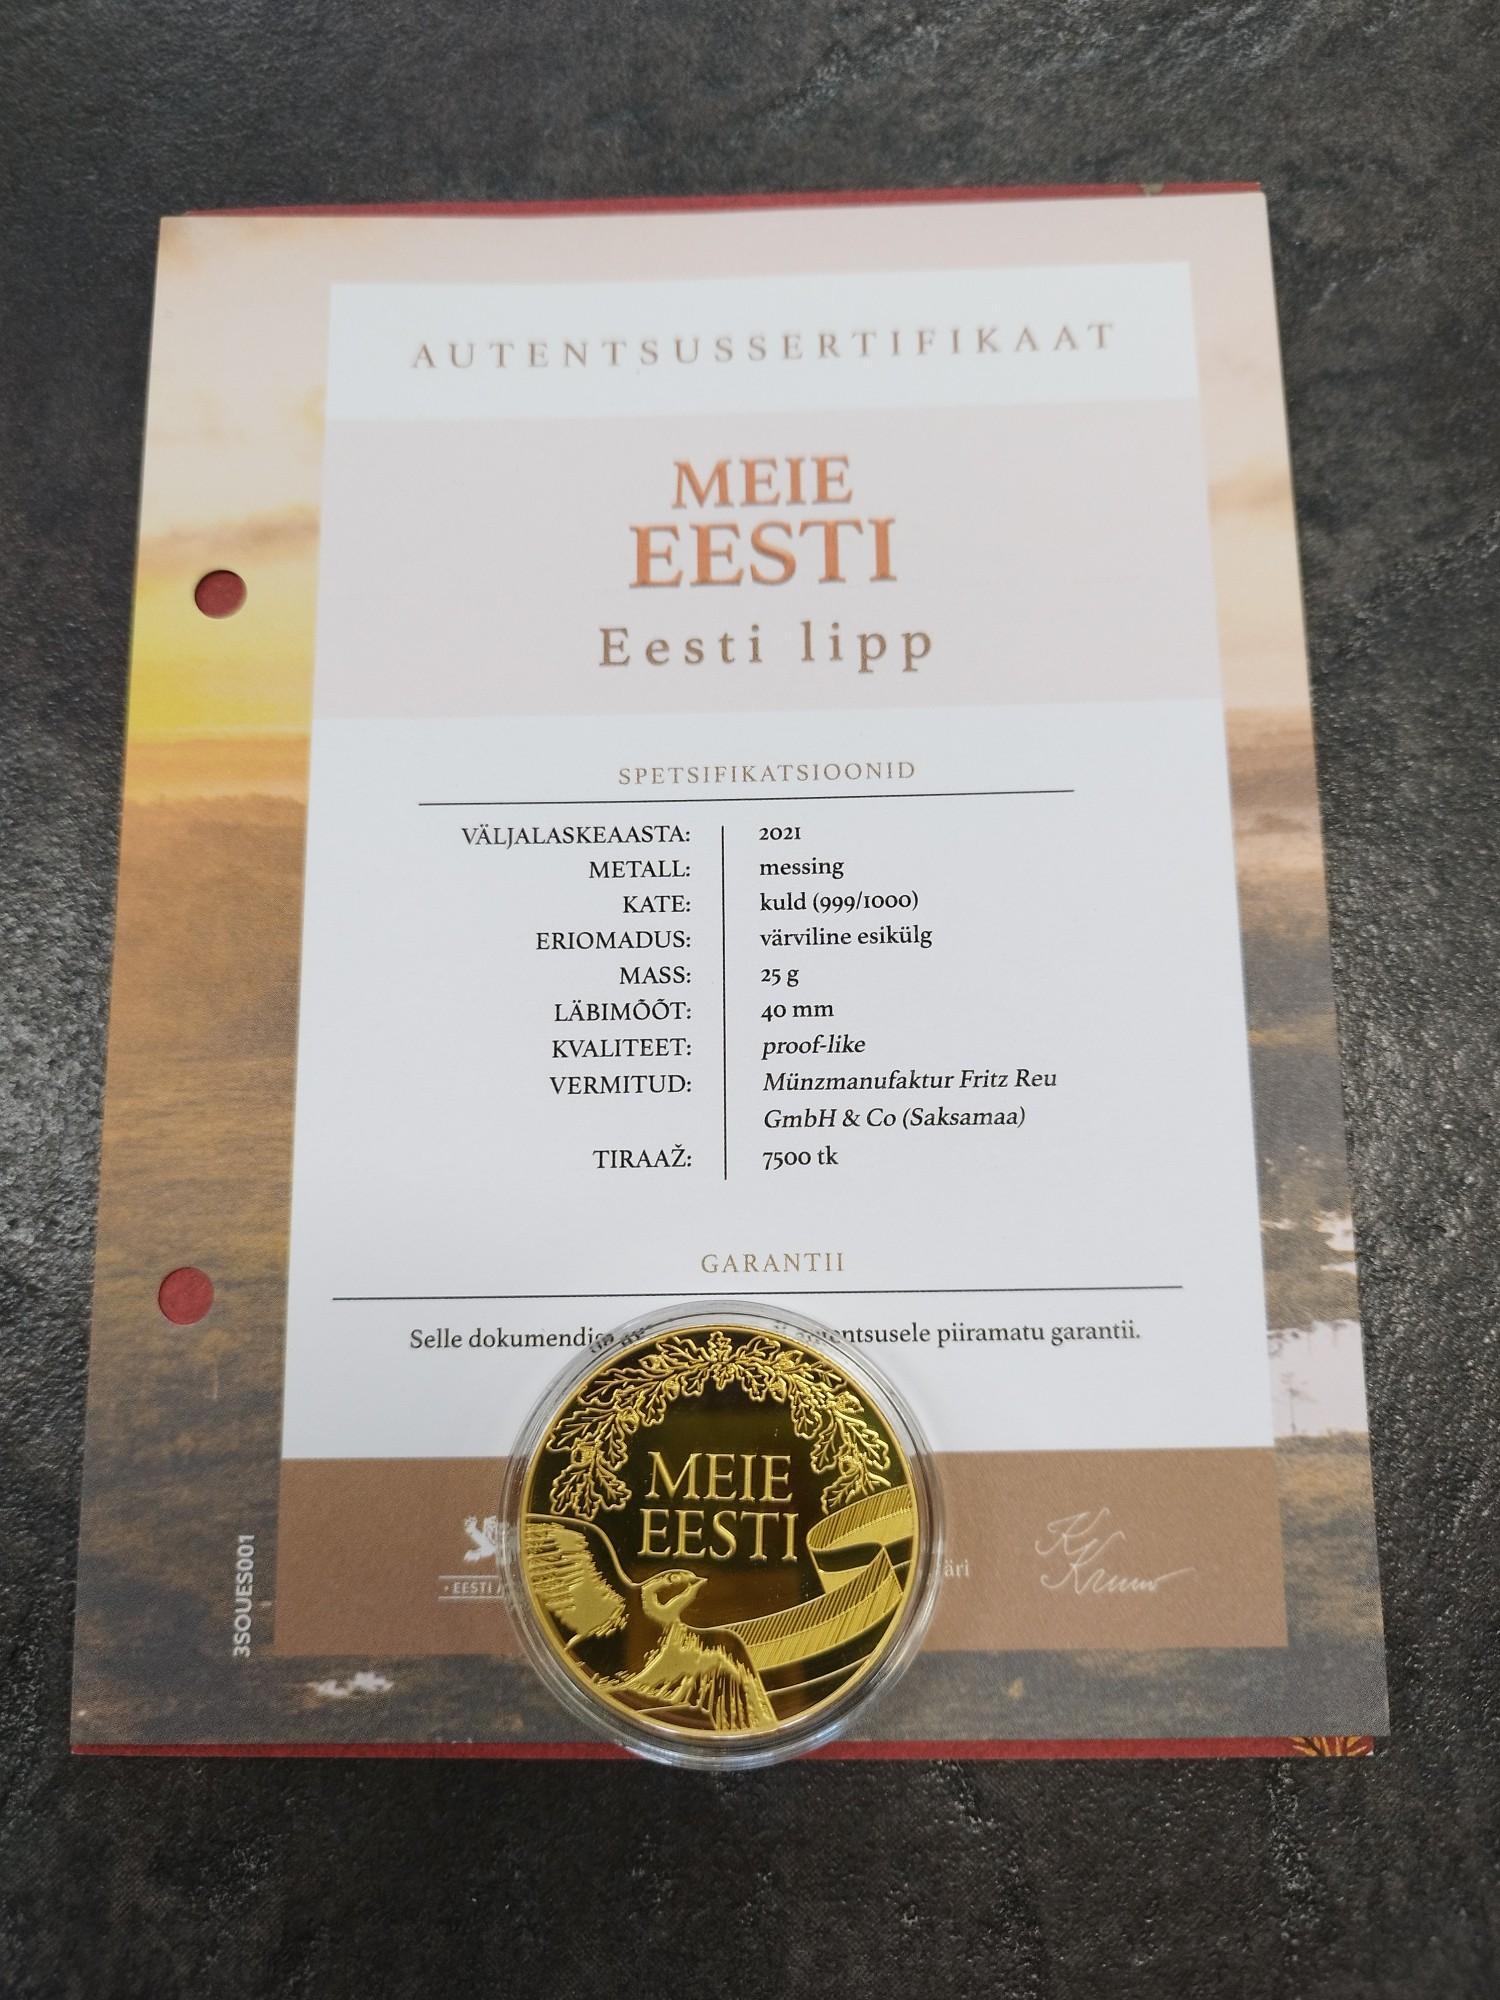 AUTENTSUSSERTIFIKAAT
MEIE
EESTI
Eesti lipp
SPETSIFIKATSIOONID
VÄLJALASKEAASTA: 2021
METALL: messing
KATE: kuld (999/1000)
ERIOMADUS: värviline esikülg
MASS: 25 g
LÄBIMÕÕT: 40 mm
KVALITEET: proof-like
VERMITUD: Münzmanufaktur Fritz Reu
GmbH & Co (Saksamaa)
TIRAAŽ: 7500 tk
GARANTII
Selle piiramatu garantii.
MEIE
EESTI
EESTI
3SOUES001